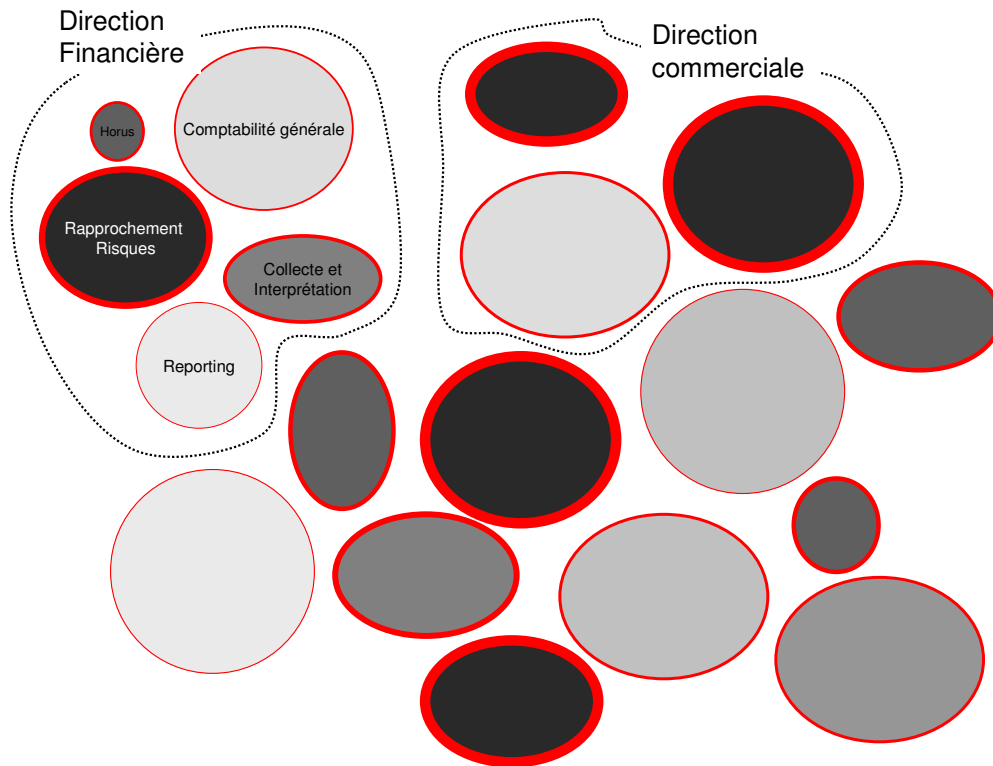 Direction
Financière
Direction
commerciale
Horus
Comptabilité générale
Rapprochement
Risques
Collecte et
Interprétation
Reporting